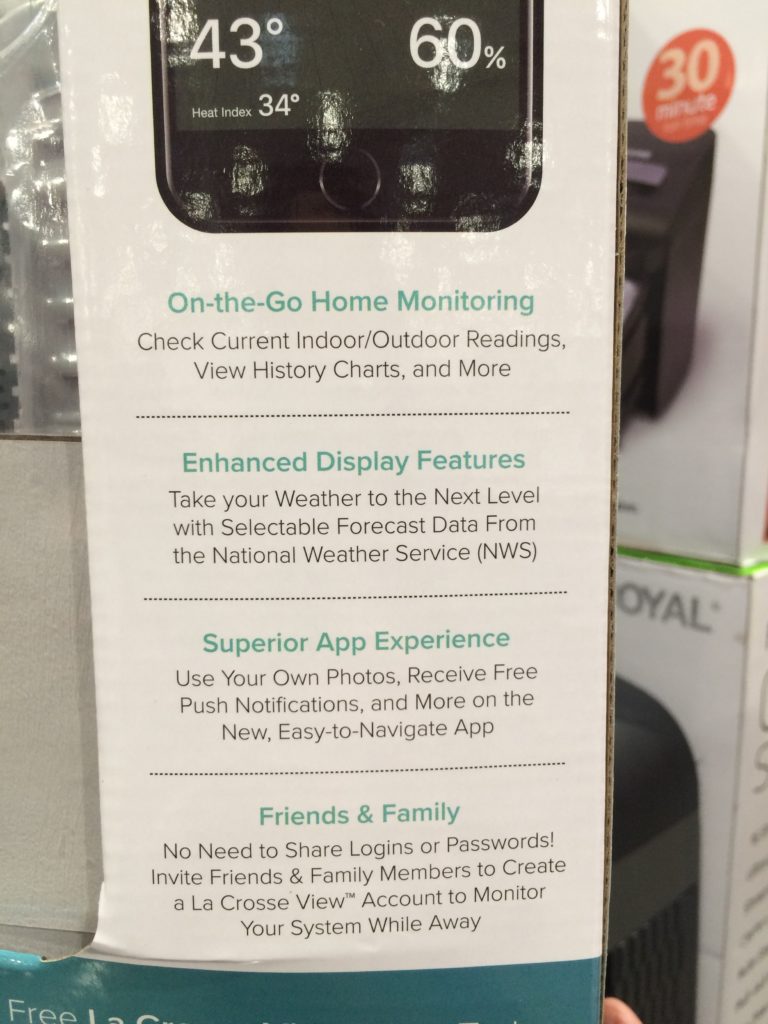 43° 60%
Heat Index 34°
30
minute
On-the-Go Home Monitoring
Check Current Indoor/Outdoor Readings,
View History Charts, and More
Enhanced Display Features
Take your Weather to the Next Level
with Selectable Forecast Data From
the National Weather Service (NWS)
OYAL®
Superior App Experience
Use Your Own Photos, Receive Free
Push Notifications, and More on the
New, Easy-to-Navigate App
Friends & Family
No Need to Share Logins or Passwords!
Invite Friends & Family Members to Create
a La Crosse View™ Account to Monitor
Your System While Away
Free La